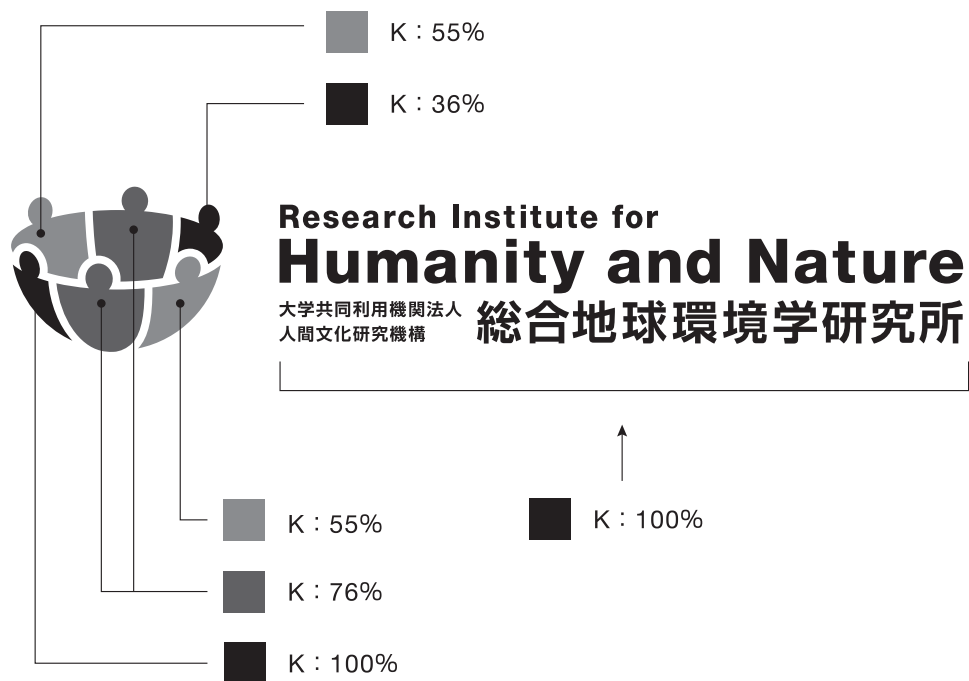 K：55%
K：36%
Research Institute for
Humanity and Nature
大学共同利用機関法人
人間文化研究機構
総合地球環境学研究所
K：55%
K：100%
K：76%
K：100%